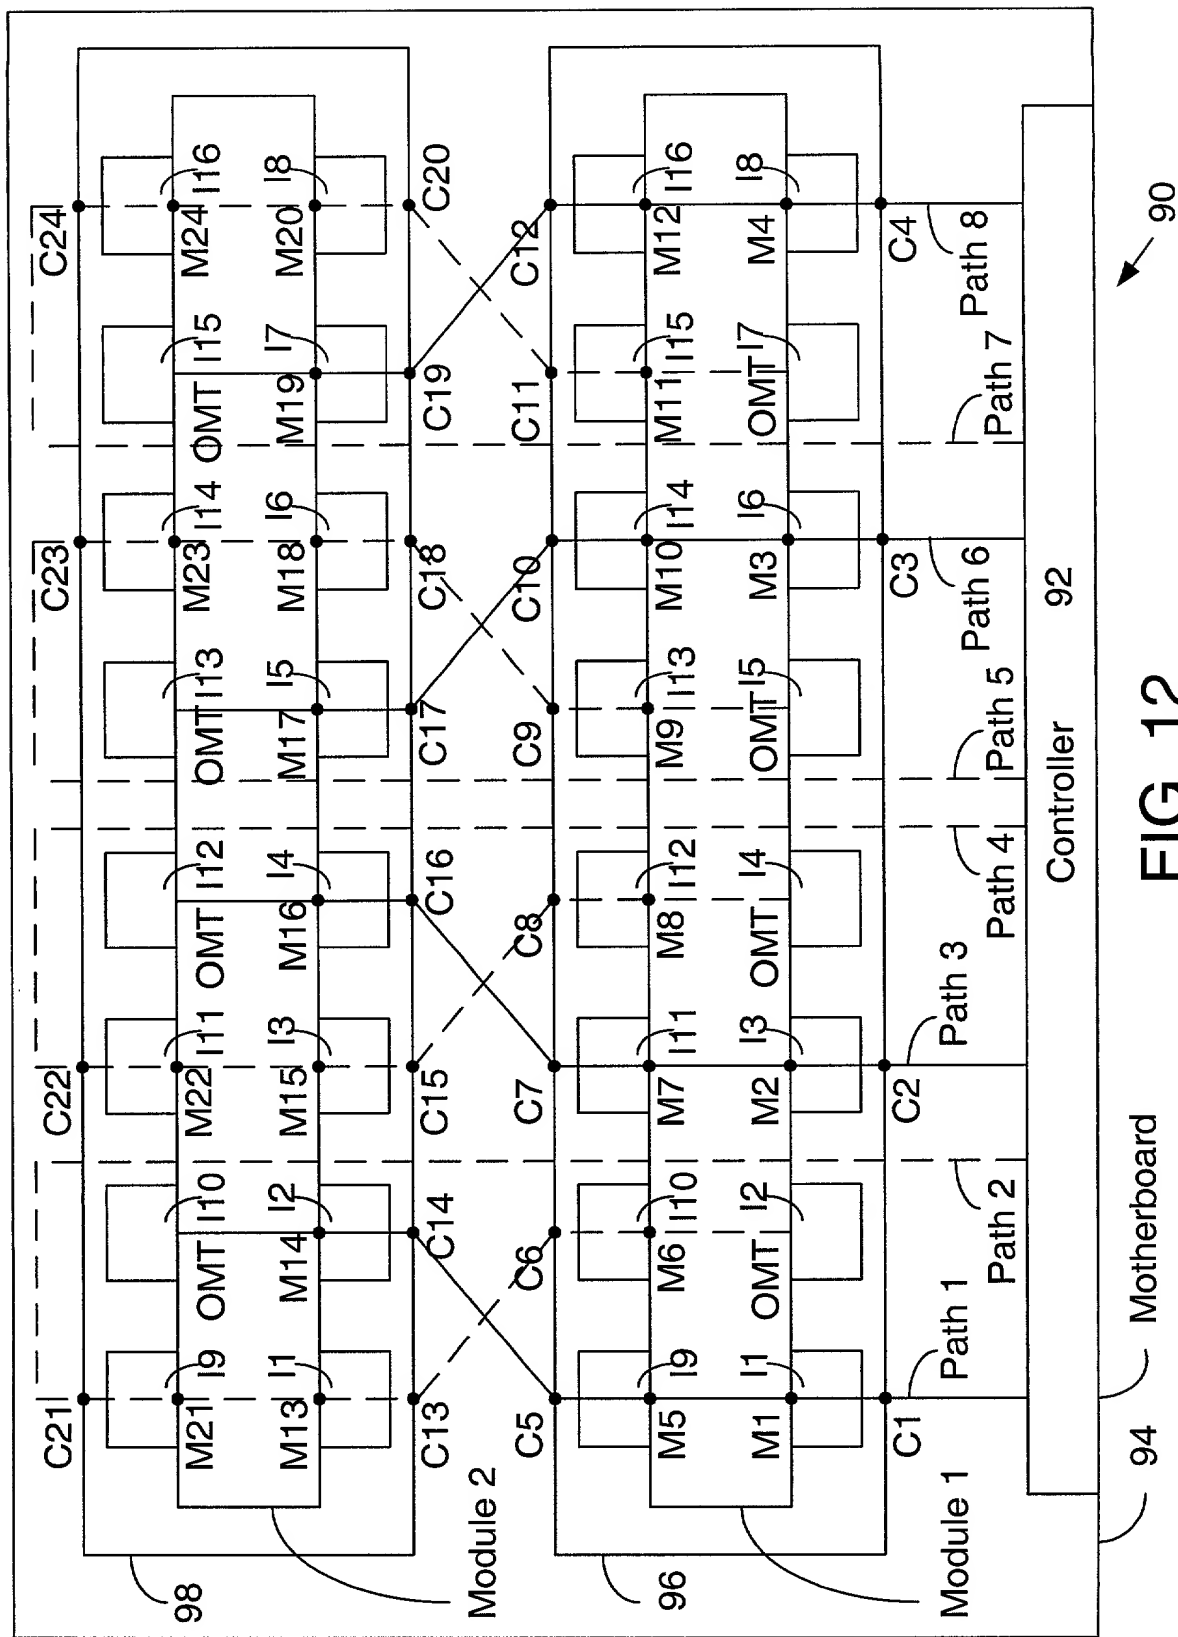 C21 C22 C23 C24
98 M21 I9 OMT I10 M22 I11 OMT I12 OMT I13 M23 I14 OMT I15 M24 I16
M13 I1 M14 I2 M15 I3 M16 I4 M17 I5 M18 I6 M19 I7 M20 I8
C13 C14 C15 C16 C17 C18 C19 C20
Module 2
C5 C6 C7 C8 C9 C10 C11 C12
96 M5 I9 M6 I10 M7 I11 M8 I12 M9 I13 M10 I14 M11 I15 M12 I16
M1 I1 OMT I2 M2 I3 OMT I4 OMT I5 M3 I6 OMT I7 M4 I8
C1 C2 C3 C4
Module 1 Path 1 Path 3 Path 6 Path 8
Path 2 Path 4 Path 5 Path 7
Controller 92
94 Motherboard 90
FIG 12